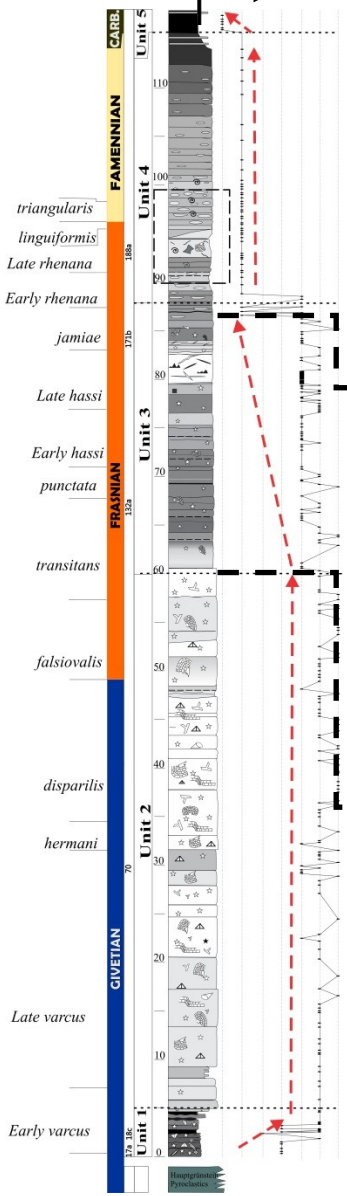 CARB.
FAMENNIAN
FRASNIAN
GIVETIAN
triangularis
linguiformis
Late rhenana
Early rhenana
jamiae
Late hassi
Early hassi
punctata
transitans
falsiovalis
disparilis
hermani
Late varcus
Early varcus
188a
171b
132a
70
18c
17a
Unit 5
Unit 4
Unit 3
Unit 2
Unit 1
110
100
90
80
70
60
50
40
30
20
10
0
Hauptgrünstein
Pyroclastics